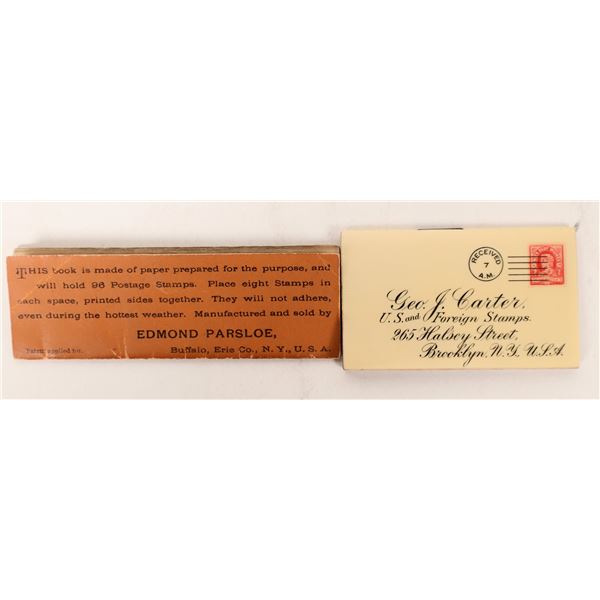 THIS book is made of paper prepared for the purpose, and
will hold 96 Postage Stamps. Place eight Stamps in
each space, printed sides together. They will not adhere,
even during the hottest weather. Manufactured and sold by
EDMOND PARSLOE,
Patent applied for.
Buffalo, Erie Co., N. Y., U. S. A.
RECEIVED
7
A.M.
Geo. J. Carter,
U. S. and Foreign Stamps.
265 Halsey Street,
Brooklyn, N. Y. U.S.A.